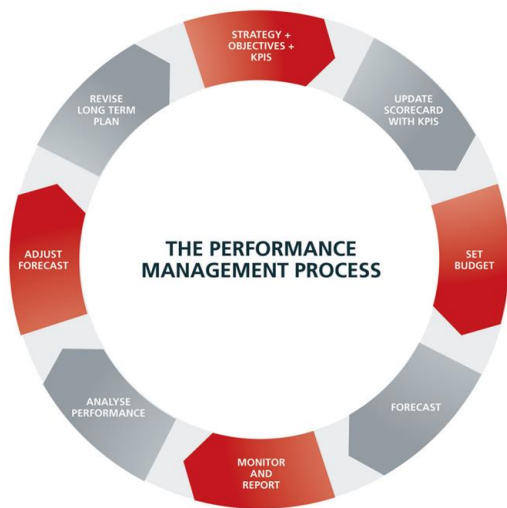 STRATEGY +
OBJECTIVES +
KPIS
UPDATE
SCORECARD
WITH KPIS
SET
BUDGET
FORECAST
MONITOR
AND
REPORT
ANALYSE
PERFORMANCE
ADJUST
FORECAST
REVISE
LONG TERM
PLAN
THE PERFORMANCE
MANAGEMENT PROCESS